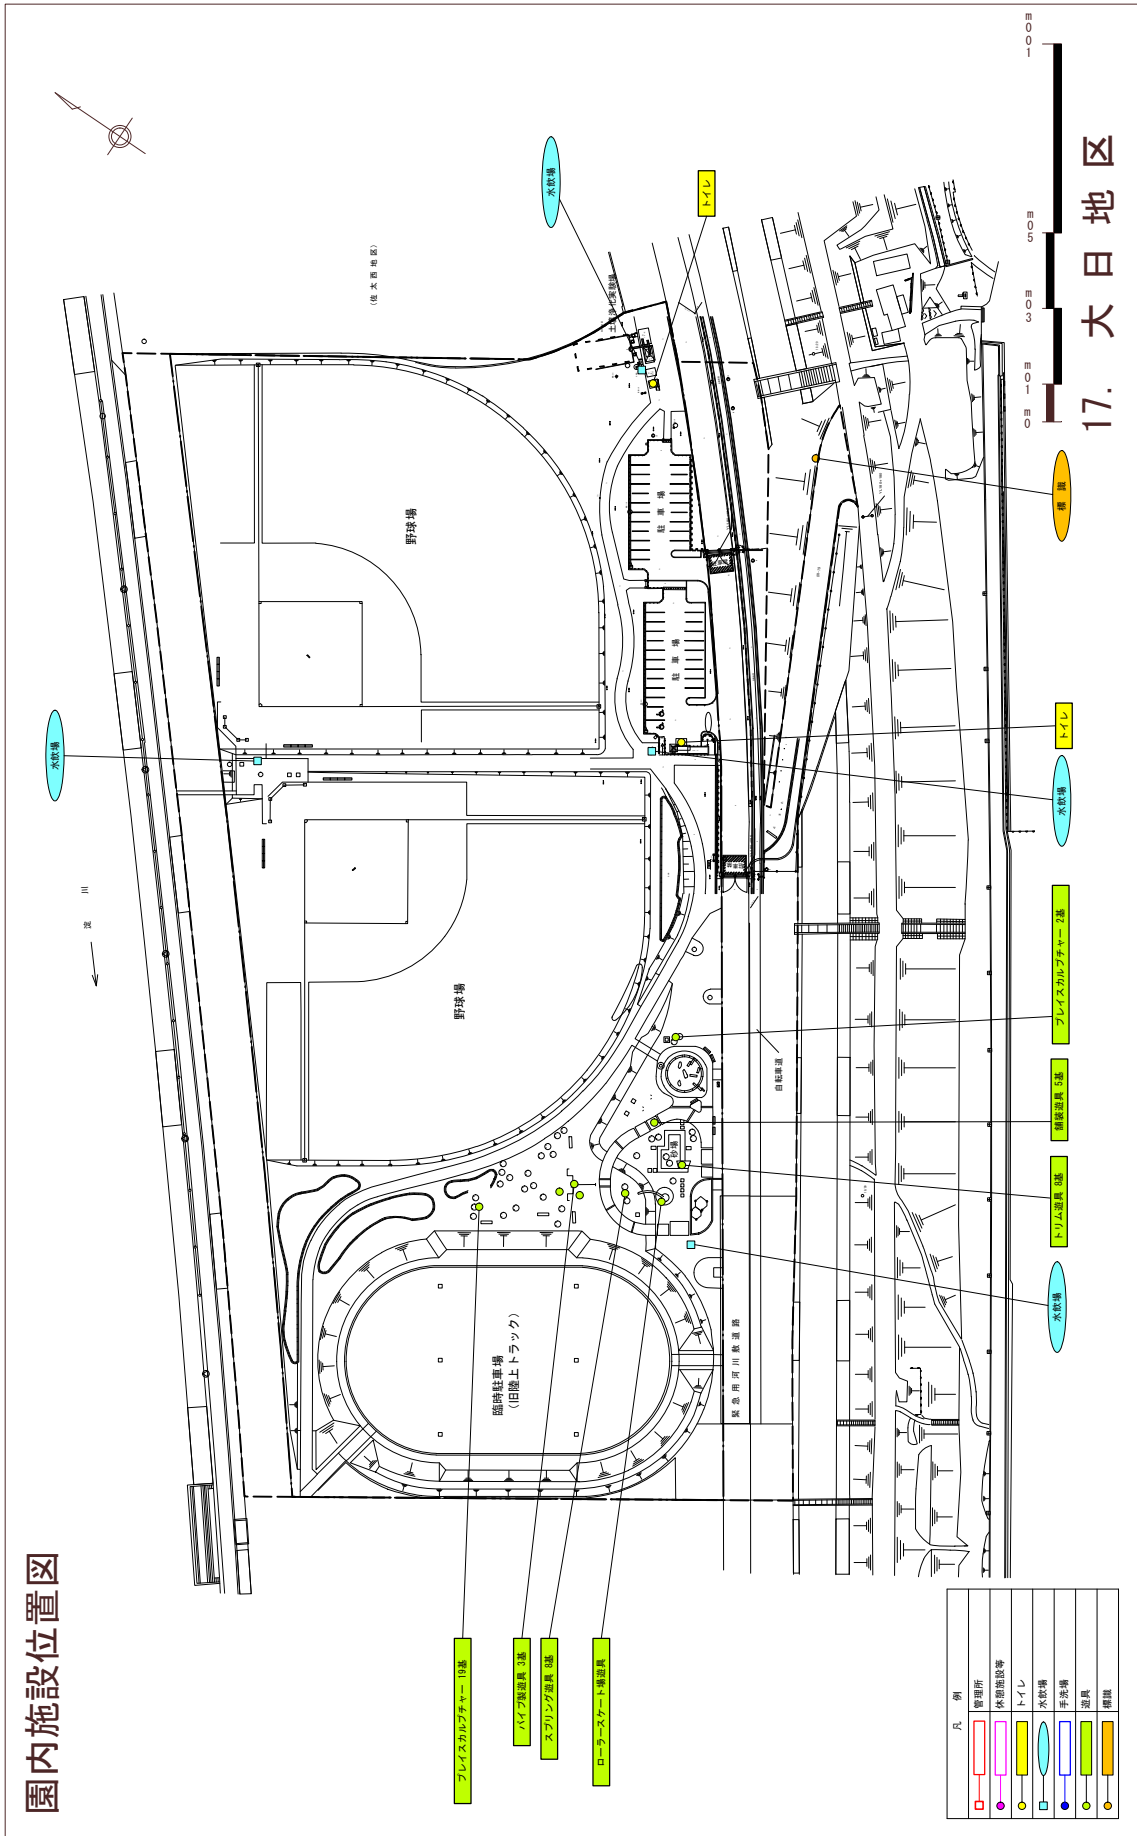 園内施設位置図
17. 大日地区
0m
10m
30m
50m
100m
淀川
(佐太西地区)
土壌浄化実験場
水飲場
トイレ
野球場
駐車場
駐車場
標識
水飲場
トイレ
水飲場
野球場
プレイスカルプチャー 2基
舗装遊具 5基
トリム遊具 8基
水飲場
砂場
自転車道
緊急用河川敷道路
臨時駐車場
(旧陸上トラック)
プレイスカルプチャー 19基
パイプ製遊具 3基
スプリング遊具 8基
ローラースケート場遊具
凡例
管理所
休憩施設等
トイレ
水飲場
手洗場
遊具
標識